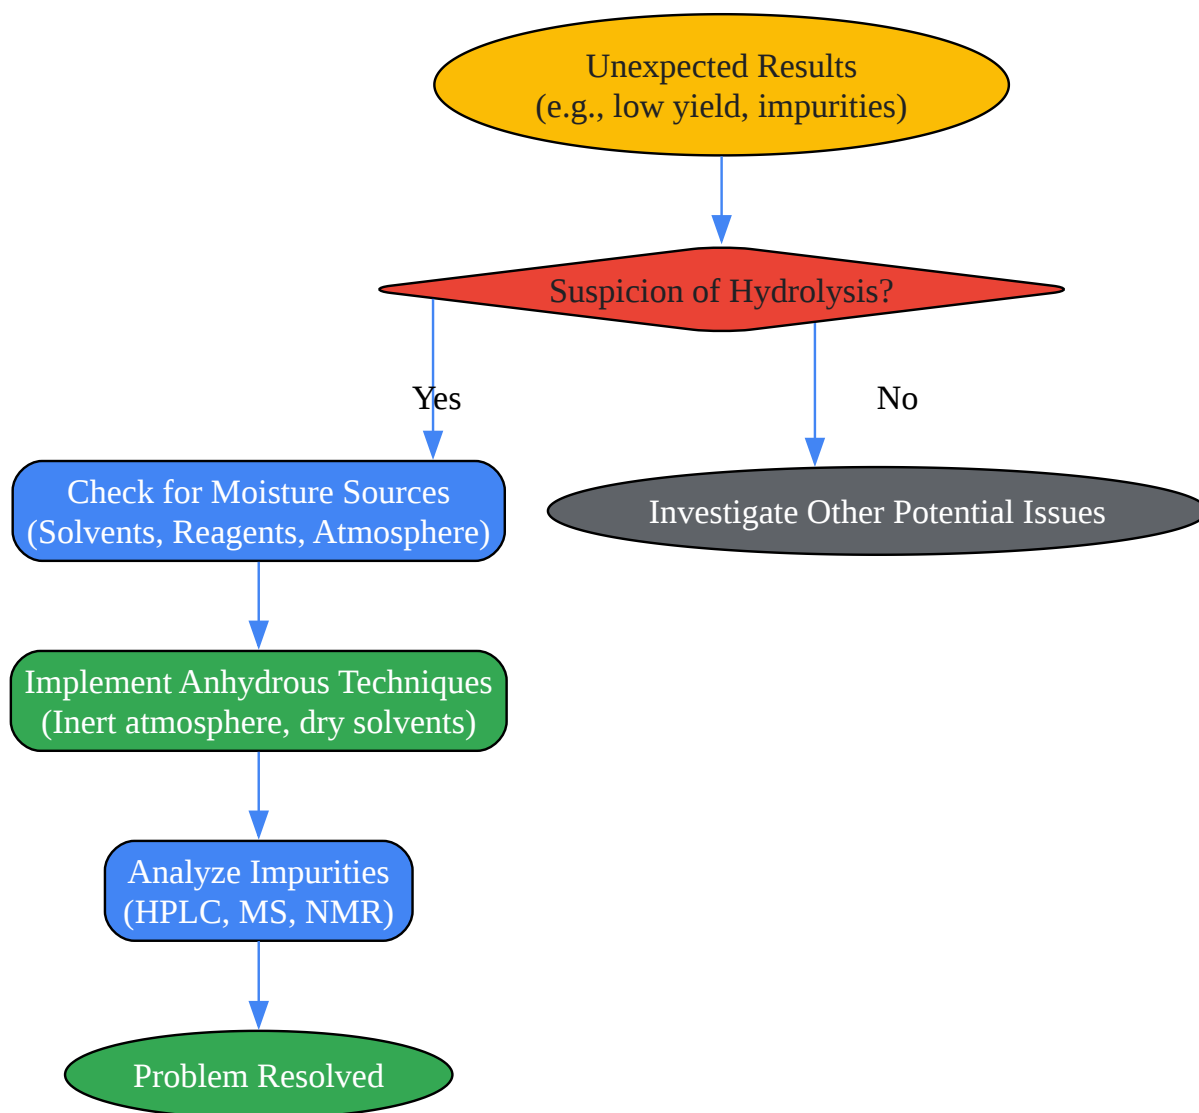 Unexpected Results
(e.g., low yield, impurities)
Suspicion of Hydrolysis?
Yes
No
Check for Moisture Sources
(Solvents, Reagents, Atmosphere)
Investigate Other Potential Issues
Implement Anhydrous Techniques
(Inert atmosphere, dry solvents)
Analyze Impurities
(HPLC, MS, NMR)
Problem Resolved